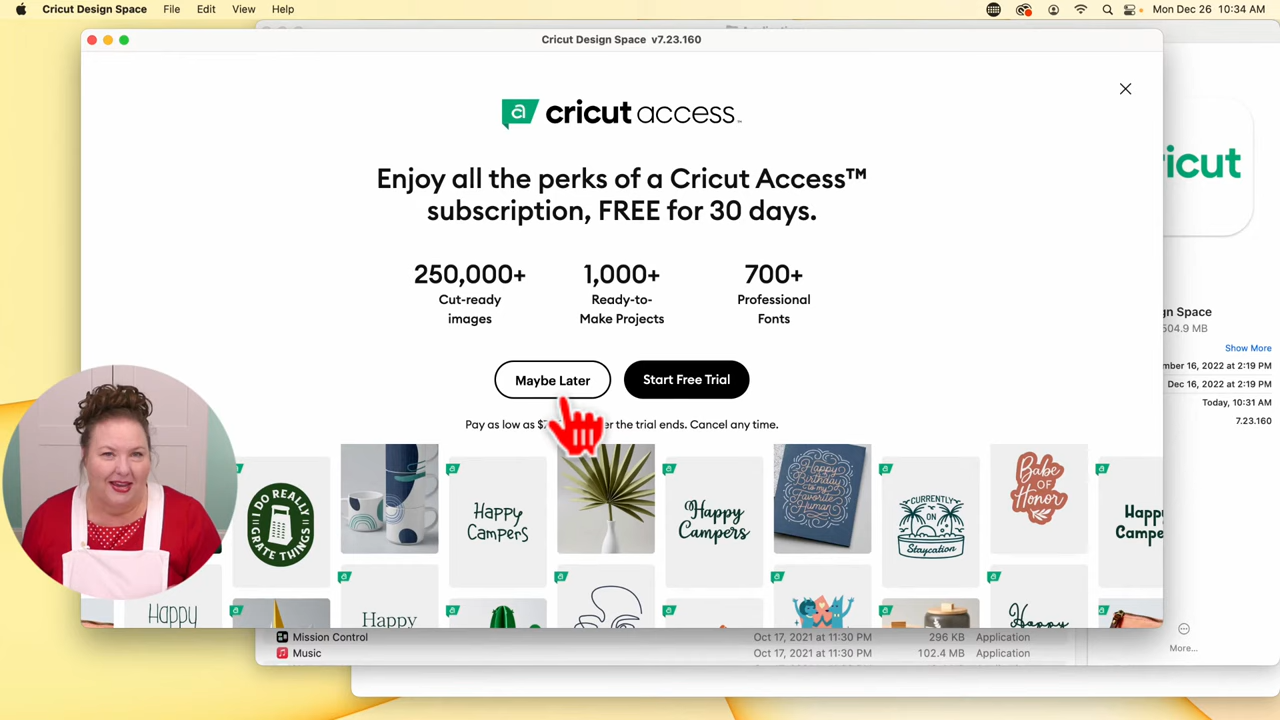 Cricut Design Space File Edit View Help
Mon Dec 26 10:34 AM
Cricut Design Space v7.23.160
a cricut access™
Enjoy all the perks of a Cricut Access™
subscription, FREE for 30 days.
250,000+
Cut-ready
images
1,000+
Ready-to-
Make Projects
700+
Professional
Fonts
Maybe Later
Start Free Trial
Pay as low as $ the trial ends. Cancel any time.
icut
gn Space
504.9 MB
Show More
mber 16, 2022 at 2:19 PM
Dec 16, 2022 at 2:19 PM
Today, 10:31 AM
7.23.160
I DO REALLY
GRATE THINGS
Happy
Campers
Happy
Campers
Happy
Birthday
to my
Favorite
Human
CURRENTLY
ON
Staycation
Babe
of
Honor
Happy
Campe
Happy
Happy
Happy
Mission Control Oct 17, 2021 at 11:30 PM 296 KB Application
Music Oct 17, 2021 at 11:30 PM 102.4 MB Application
More...